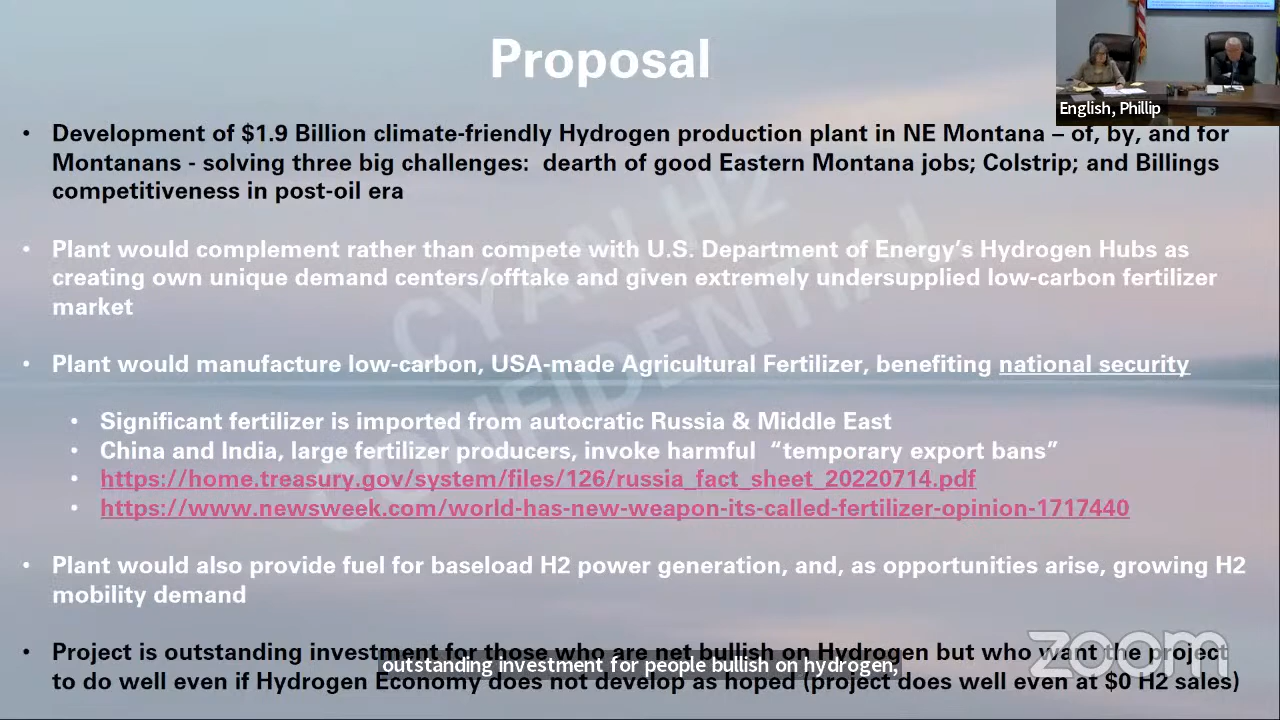 Proposal
English, Phillip
• Development of $1.9 Billion climate-friendly Hydrogen production plant in NE Montana – of, by, and for
Montanans - solving three big challenges: dearth of good Eastern Montana jobs; Colstrip; and Billings
competitiveness in post-oil era
• Plant would complement rather than compete with U.S. Department of Energy’s Hydrogen Hubs as
creating own unique demand centers/offtake and given extremely undersupplied low-carbon fertilizer
market
• Plant would manufacture low-carbon, USA-made Agricultural Fertilizer, benefiting national security
• Significant fertilizer is imported from autocratic Russia & Middle East
• China and India, large fertilizer producers, invoke harmful “temporary export bans”
• https://home.treasury.gov/system/files/126/russia_fact_sheet_20220714.pdf
• https://www.newsweek.com/world-has-new-weapon-its-called-fertilizer-opinion-1717440
• Plant would also provide fuel for baseload H2 power generation, and, as opportunities arise, growing H2
mobility demand
• Project is outstanding investment for those who are net bullish on Hydrogen but who want the project
to do well even if Hydrogen Economy does not develop as hoped (project does well even at $0 H2 sales)
outstanding investment for people bullish on hydrogen,
zoom
CYAN H2
CONFIDENTIAL